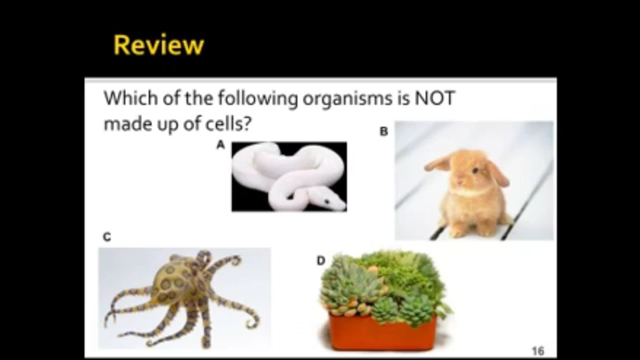 Review
Which of the following organisms is NOT
made up of cells?
A
B
C
D
16